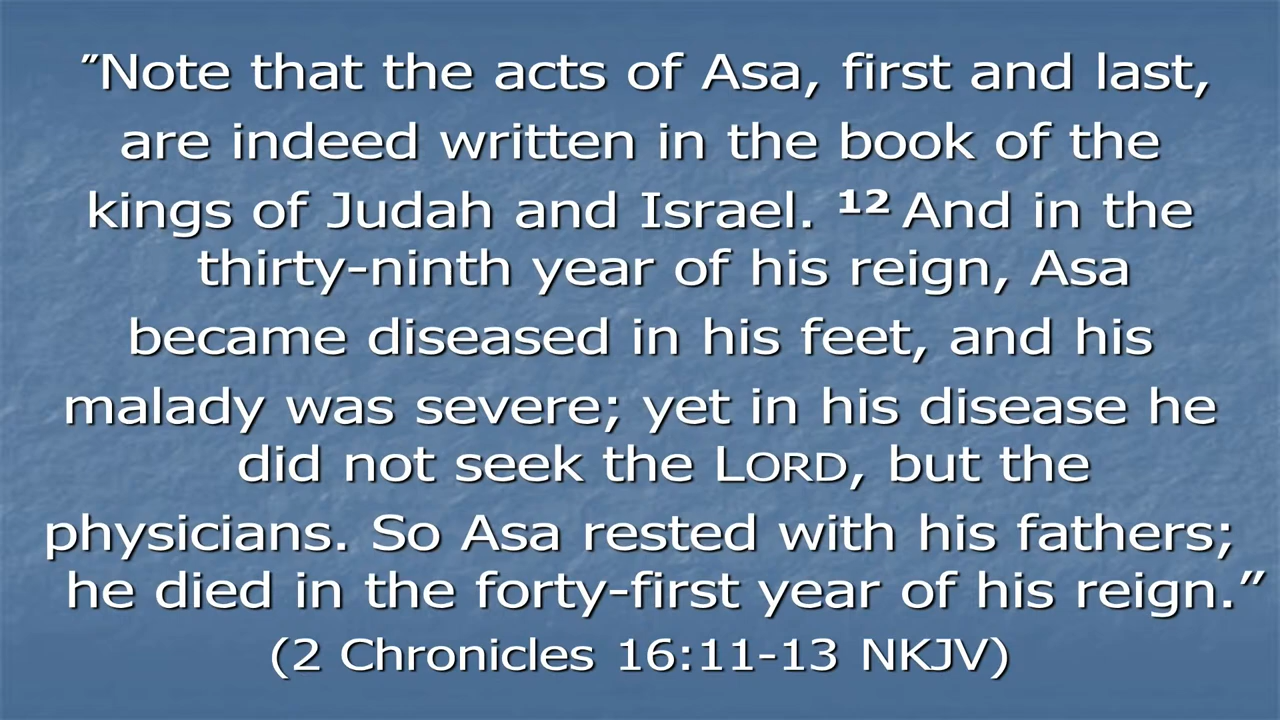 "Note that the acts of Asa, first and last,
are indeed written in the book of the
kings of Judah and Israel. 12 And in the
thirty-ninth year of his reign, Asa
became diseased in his feet, and his
malady was severe; yet in his disease he
did not seek the LORD, but the
physicians. So Asa rested with his fathers;
he died in the forty-first year of his reign.”
(2 Chronicles 16:11-13 NKJV)